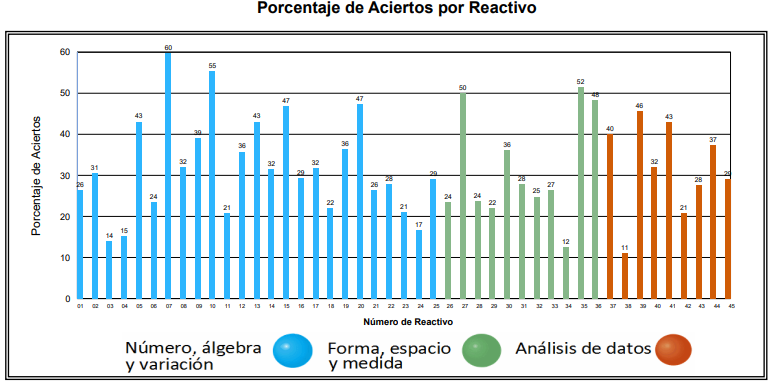 Porcentaje de Aciertos por Reactivo
Porcentaje de Aciertos
60
50
40
30
20
10
0
26 31 14 15 43 24 60 32 39 55 21 36 43 32 47 29 32 22 36 47 26 28 21 17 29 24 50 24 22 36 28 25 27 12 52 48 40 11 46 32 43 21 28 37 29
01 02 03 04 05 06 07 08 09 10 11 12 13 14 15 16 17 18 19 20 21 22 23 24 25 26 27 28 29 30 31 32 33 34 35 36 37 38 39 40 41 42 43 44 45
Número de Reactivo
Número, álgebra
y variación
Forma, espacio
y medida
Análisis de datos